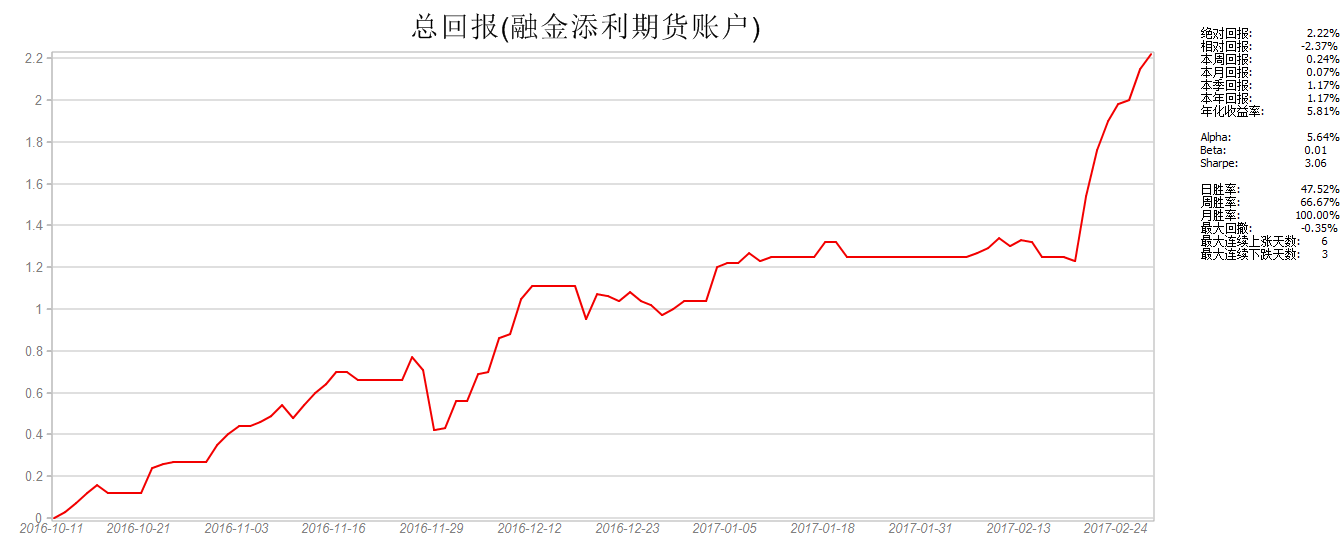 总回报(融金添利期货账户)
2.2
2
1.8
1.6
1.4
1.2
1
0.8
0.6
0.4
0.2
0
2016-10-11 2016-10-21 2016-11-03 2016-11-16 2016-11-29 2016-12-12 2016-12-23 2017-01-05 2017-01-18 2017-01-31 2017-02-13 2017-02-24
绝对回报: 2.22%
相对回报: -2.37%
本周回报: 0.24%
本月回报: 0.07%
本季回报: 1.17%
本年回报: 1.17%
年化收益率: 5.81%
Alpha: 5.64%
Beta: 0.01
Sharpe: 3.06
日胜率: 47.52%
周胜率: 66.67%
月胜率: 100.00%
最大回撤: -0.35%
最大连续上涨天数: 6
最大连续下跌天数: 3